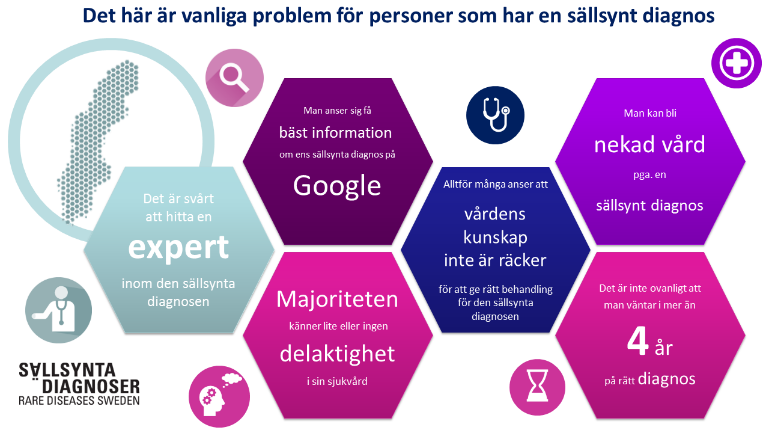 Det här är vanliga problem för personer som har en sällsynt diagnos
Det är svårt
att hitta en
expert
inom den sällsynta
diagnosen
Man anser sig få
bäst information
om ens sällsynta diagnos på
Google
Majoriteten
känner lite eller ingen
delaktighet
i sin sjukvård
Alltför många anser att
vårdens
kunskap
inte är räcker
för att ge rätt behandling
för den sällsynta
diagnosen
Man kan bli
nekad vård
pga. en
sällsynt diagnos
Det är inte ovanligt att
man väntar i mer än
4 år
på rätt diagnos
SÄLLSYNTA
DIAGNOSER
RARE DISEASES SWEDEN